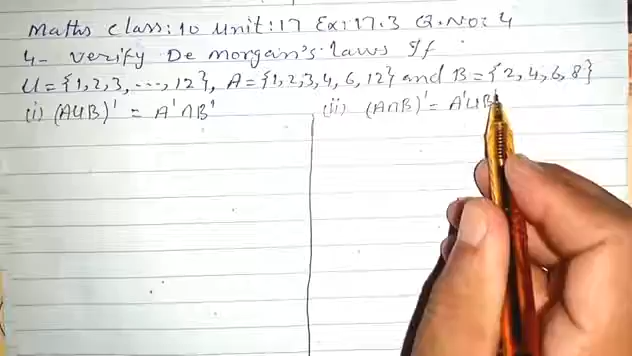 Maths class: 10 Unit: 17 Ex: 17.3 Q.NO: 4
4- verify De morgan's laws If
U = {1, 2, 3, ..., 12}, A = {1, 2, 3, 4, 6, 12} and B = {2, 4, 6, 8}
(i) (A∪B)' = A'∩B' (ii) (A∩B)' = A'∪B'